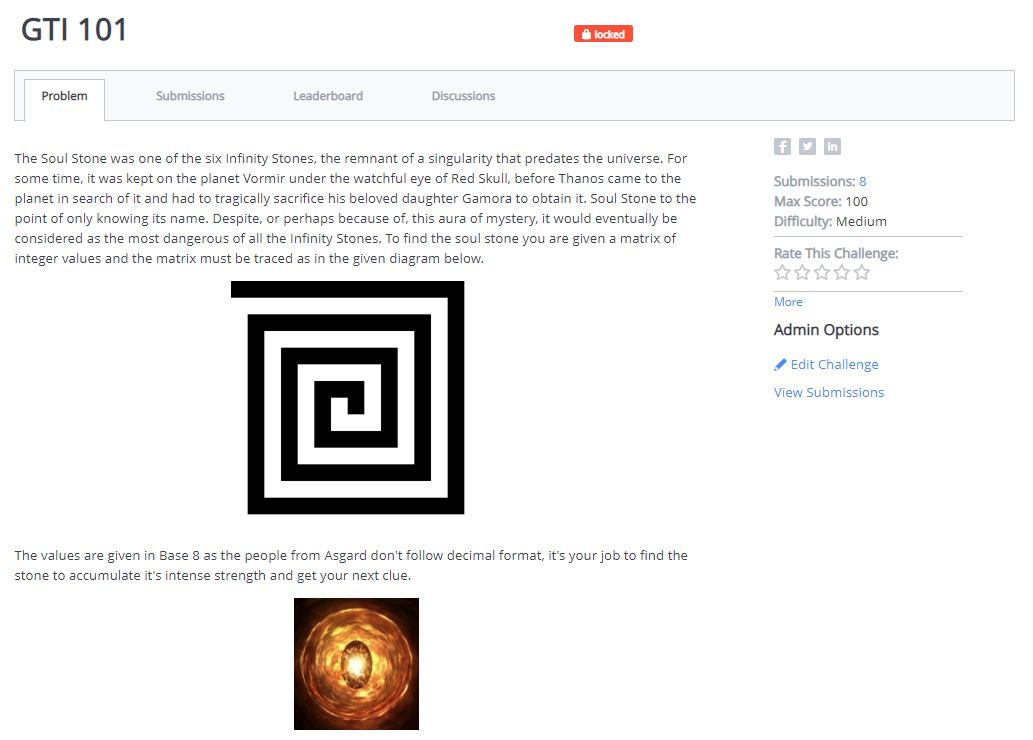 GTI 101
locked
Problem
Submissions
Leaderboard
Discussions
The Soul Stone was one of the six Infinity Stones, the remnant of a singularity that predates the universe. For
some time, it was kept on the planet Vormir under the watchful eye of Red Skull, before Thanos came to the
planet in search of it and had to tragically sacrifice his beloved daughter Gamora to obtain it. Soul Stone to the
point of only knowing its name. Despite, or perhaps because of, this aura of mystery, it would eventually be
considered as the most dangerous of all the Infinity Stones. To find the soul stone you are given a matrix of
integer values and the matrix must be traced as in the given diagram below.
The values are given in Base 8 as the people from Asgard don't follow decimal format, it's your job to find the
stone to accumulate it's intense strength and get your next clue.
f
in
Submissions: 8
Max Score: 100
Difficulty: Medium
Rate This Challenge:
More
Admin Options
Edit Challenge
View Submissions